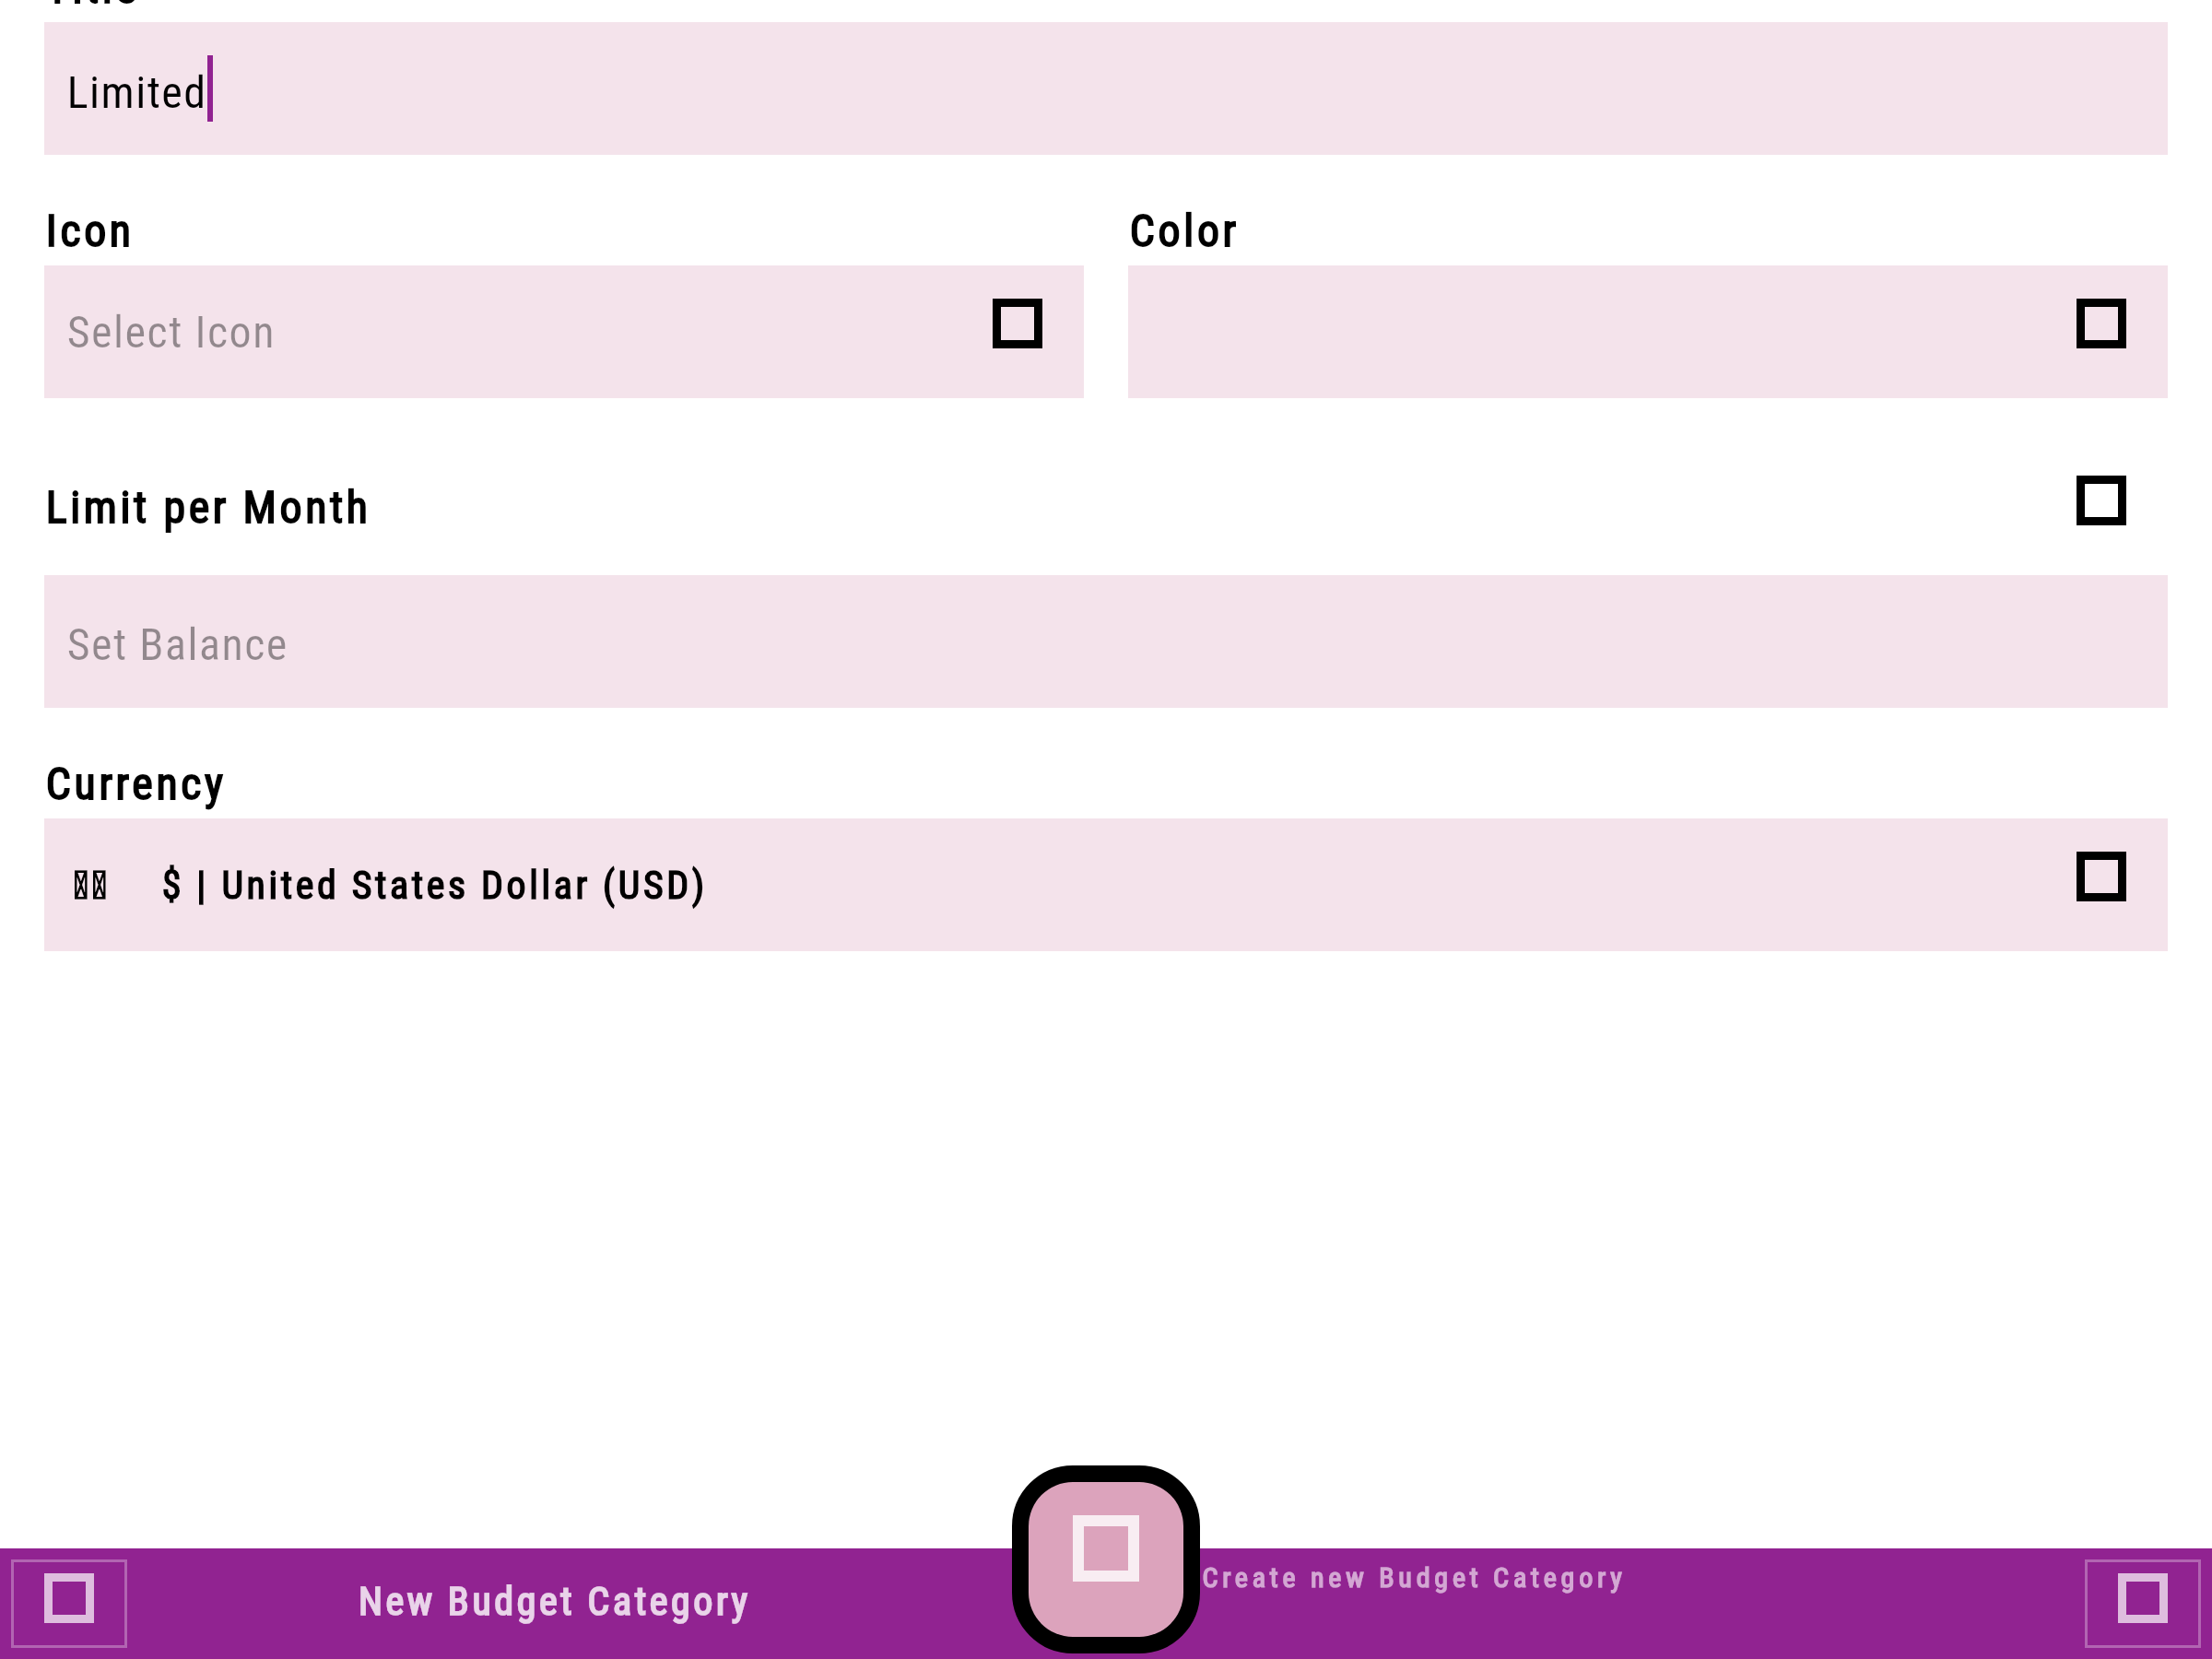 Limited
Icon
Color
Select Icon
Limit per Month
Set Balance
Currency
$ | United States Dollar (USD)
New Budget Category
Create new Budget Category